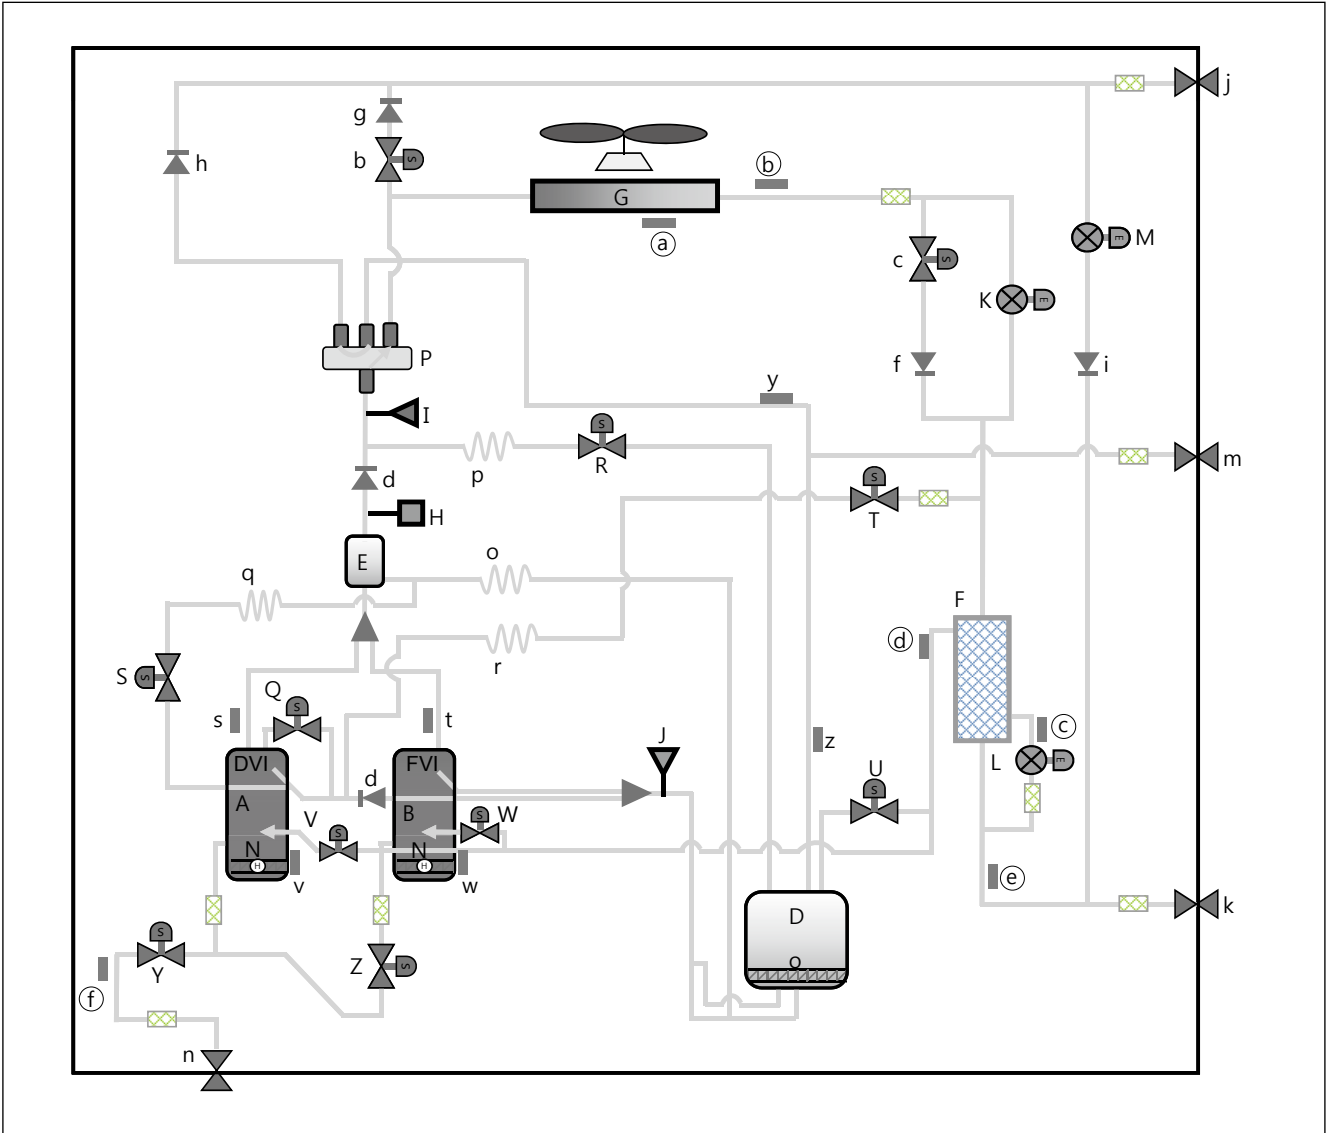 j
g
h
b
S
G
ⓑ
ⓐ
c
S
M
E
K
E
P
f
i
I
y
S
R
p
d
m
S
T
H
E
o
q
r
F
ⓓ
S
S
Q
S
s
t
J
z
ⓒ
L
E
U
S
DVI
FVI
d
A
B
V
S
S
W
N
H
N
H
v
w
ⓔ
k
D
o
S
Y
Z
S
ⓕ
n